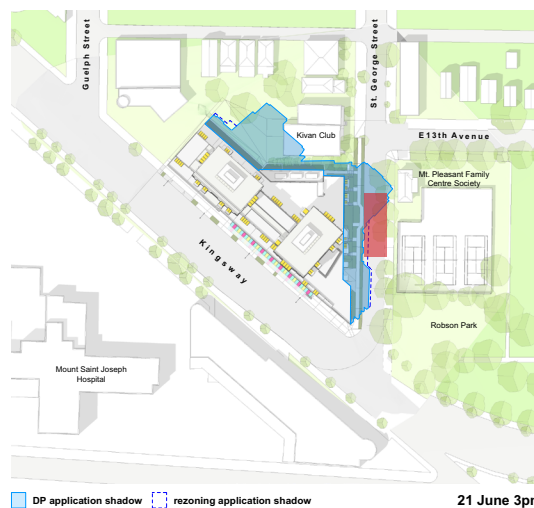 Guelph Street
St. George Street
Kivan Club
E13th Avenue
Mt. Pleasant Family
Centre Society
Kingsway
Robson Park
Mount Saint Joseph
Hospital
DP application shadow
rezoning application shadow
21 June 3pm